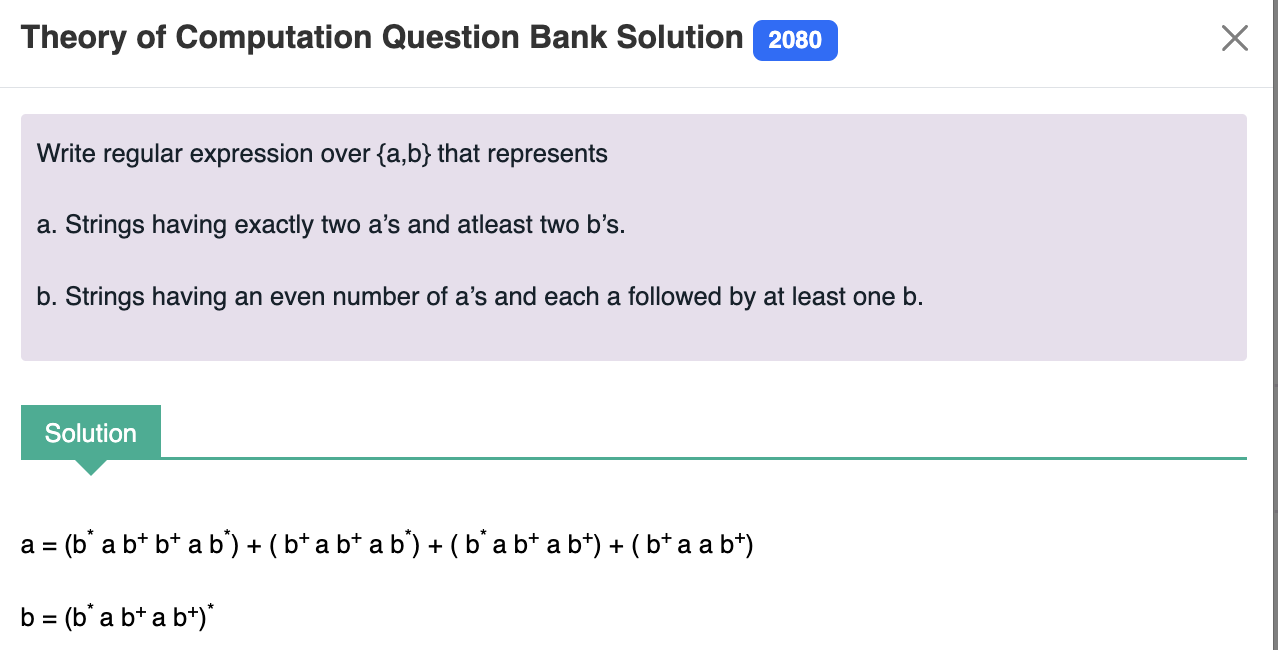 Theory of Computation Question Bank Solution 2080
Write regular expression over {a,b} that represents
a. Strings having exactly two a’s and atleast two b’s.
b. Strings having an even number of a’s and each a followed by at least one b.
Solution
a = (b* a b⁺ b⁺ a b*) + ( b⁺ a b⁺ a b*) + ( b* a b⁺ a b⁺) + ( b⁺ a a b⁺)
b = (b* a b⁺ a b⁺)*